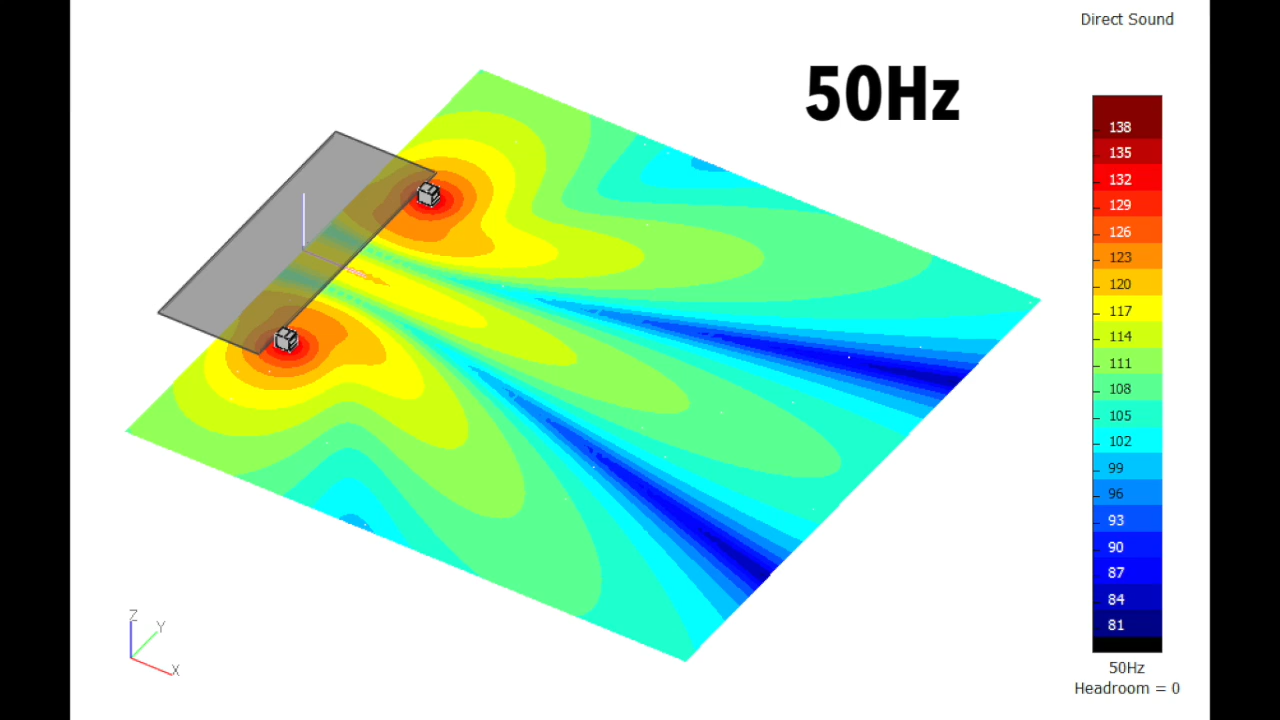 Direct Sound
50Hz
138
135
132
129
126
123
120
117
114
111
108
105
102
99
96
93
90
87
84
81
50Hz
Headroom = 0
Z
Y
X